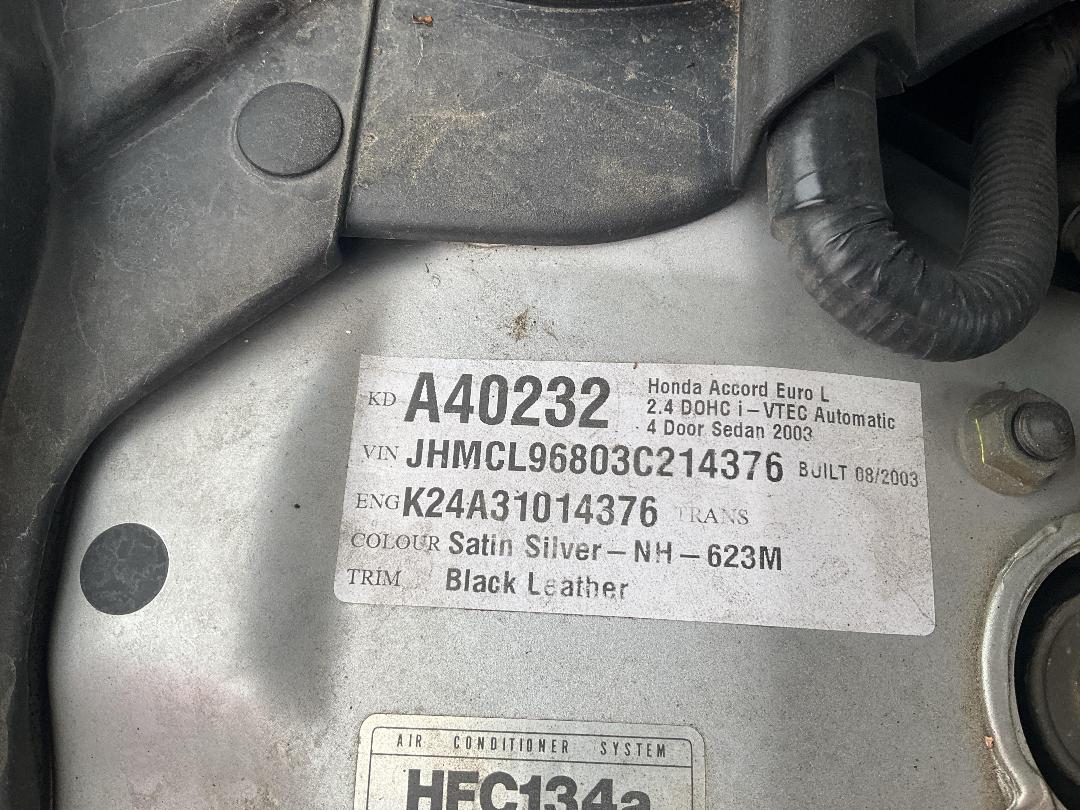 KD A40232 Honda Accord Euro L
2.4 DOHC i-VTEC Automatic
4 Door Sedan 2003
VIN JHMCL96803C214376 BUILT 08/2003
ENG K24A31014376 TRANS
COLOUR Satin Silver-NH-623M
TRIM Black Leather
AIR CONDITIONER SYSTEM
HFC134a